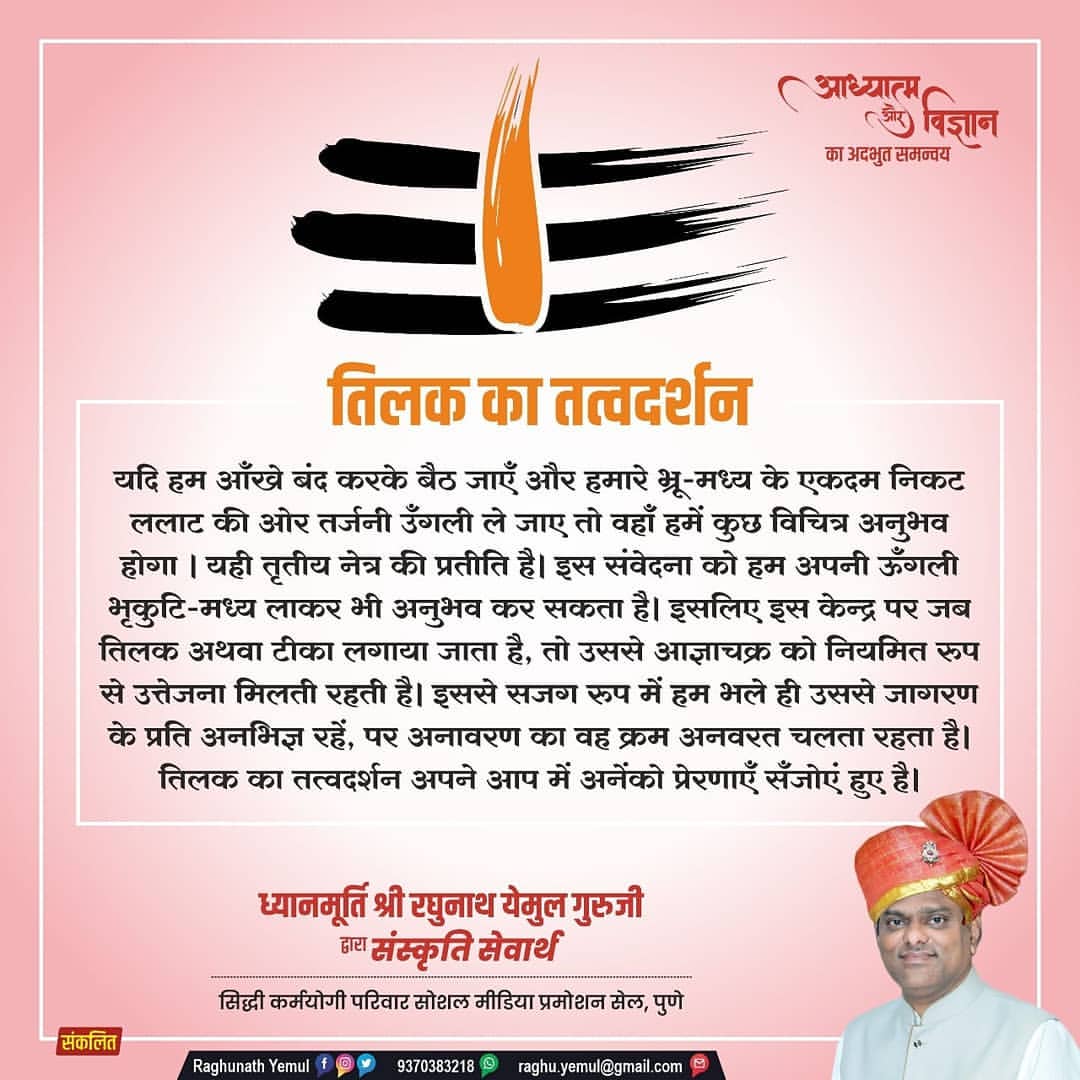 आध्यात्म
और विज्ञान
का अदभुत समन्वय
तिलक का तत्वदर्शन
यदि हम आँखे बंद करके बैठ जाएँ और हमारे भ्रू-मध्य के एकदम निकट
ललाट की ओर तर्जनी उँगली ले जाए तो वहाँ हमें कुछ विचित्र अनुभव
होगा । यही तृतीय नेत्र की प्रतीति है। इस संवेदना को हम अपनी ऊँगली
भृकुटि-मध्य लाकर भी अनुभव कर सकता है। इसलिए इस केन्द्र पर जब
तिलक अथवा टीका लगाया जाता है, तो उससे आज्ञाचक्र को नियमित रुप
से उत्तेजना मिलती रहती है। इससे सजग रुप में हम भले ही उससे जागरण
के प्रति अनभिज्ञ रहें, पर अनावरण का वह क्रम अनवरत चलता रहता है।
तिलक का तत्वदर्शन अपने आप में अनेंको प्रेरणाएँ सँजोएं हुए है।
ध्यानमूर्ति श्री रघुनाथ येमुल गुरुजी
द्वारा संस्कृति सेवार्थ
सिद्धी कर्मयोगी परिवार सोशल मीडिया प्रमोशन सेल, पुणे
संकलित
Raghunath Yemul 9370383218 raghu.yemul@gmail.com